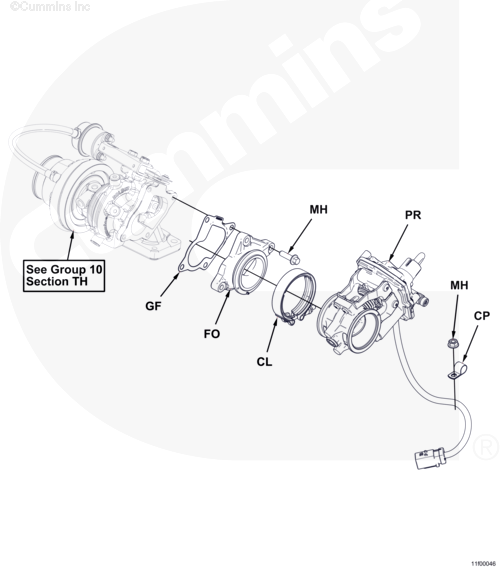 ©Cummins Inc
Cummins
®
MH
PR
See Group 10
Section TH
GF
FO
CL
MH
CP
11f00046